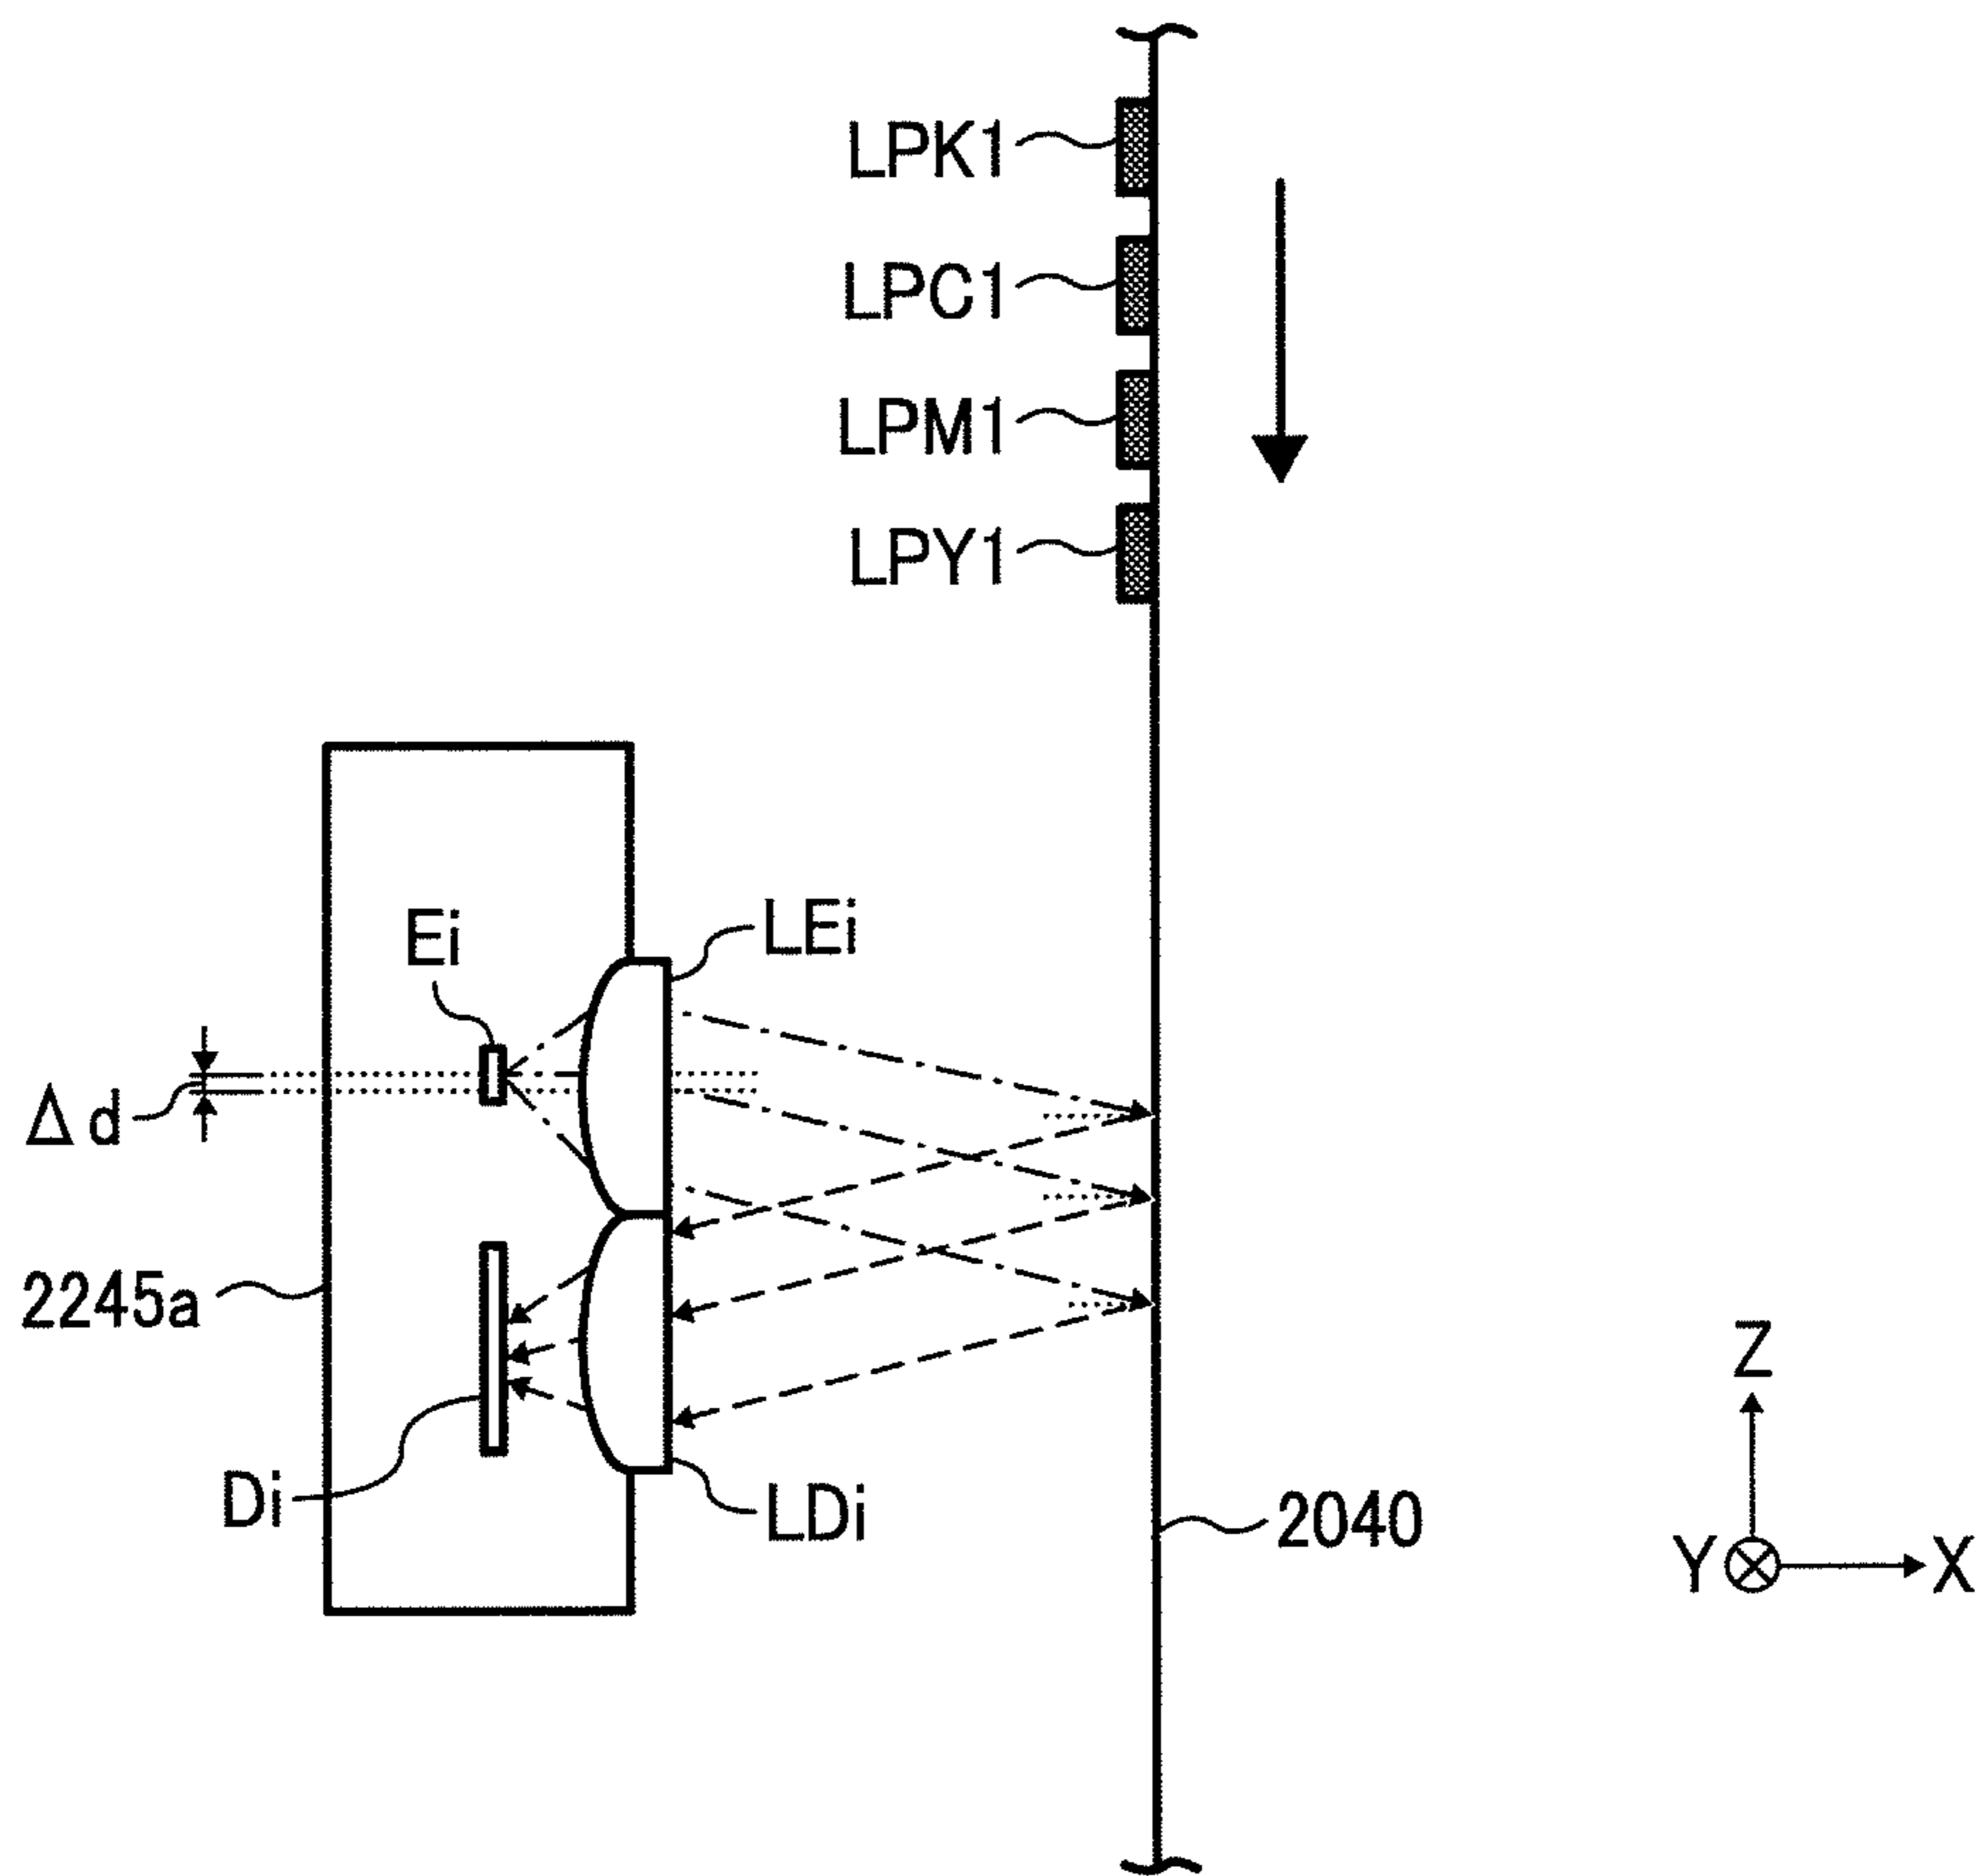 LPK1
LPC1
LPM1
LPY1
Ei
LEi
Δd
2245a
Di
LDi
2040
Z
Y
X